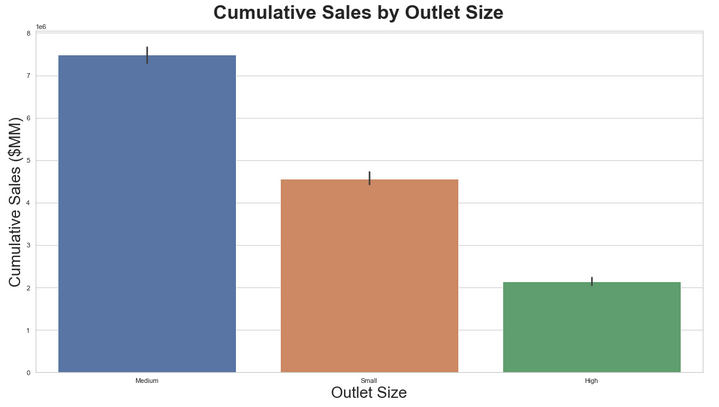 Cumulative Sales by Outlet Size
1e6
8
7
6
5
4
3
2
1
0
Cumulative Sales ($MM)
Medium Small High
Outlet Size